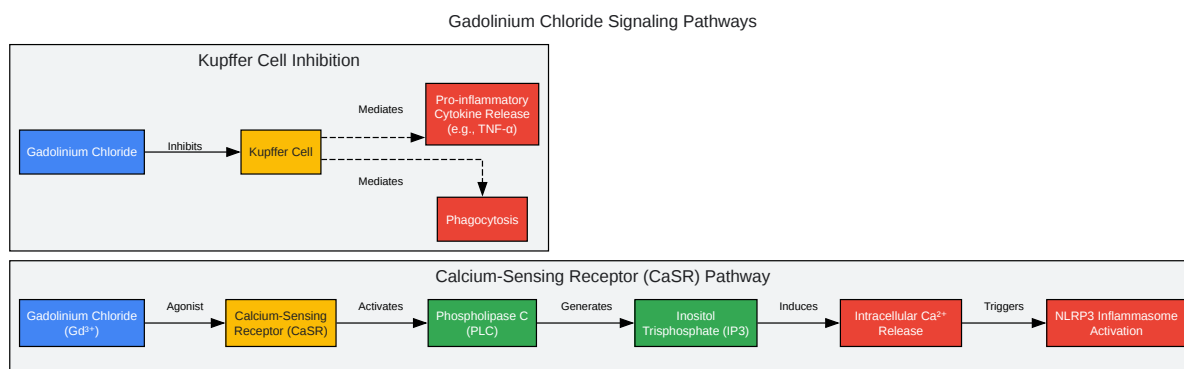 Gadolinium Chloride Signaling Pathways
Kupffer Cell Inhibition
Gadolinium Chloride
Inhibits
Kupffer Cell
Mediates
Pro-inflammatory
Cytokine Release
(e.g., TNF-α)
Mediates
Phagocytosis
Calcium-Sensing Receptor (CaSR) Pathway
Gadolinium Chloride
(Gd³⁺)
Agonist
Calcium-Sensing
Receptor (CaSR)
Activates
Phospholipase C
(PLC)
Generates
Inositol
Trisphosphate (IP3)
Induces
Intracellular Ca²⁺
Release
Triggers
NLRP3 Inflammasome
Activation